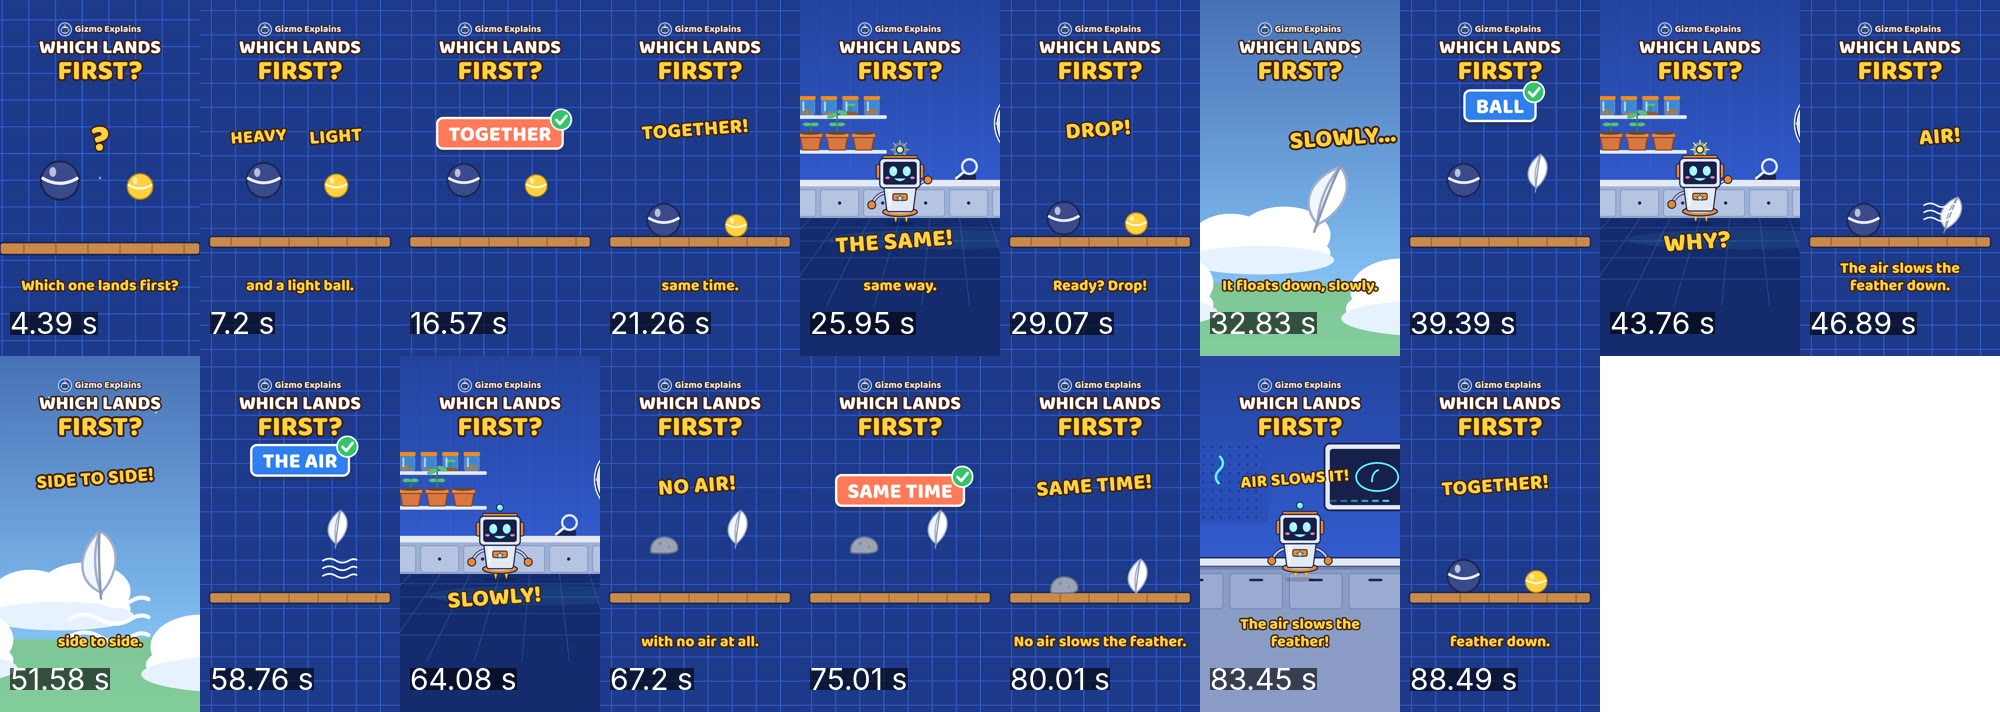 Gizmo Explains
WHICH LANDS
FIRST?
?
Which one lands first?
4.39 s
Gizmo Explains
WHICH LANDS
FIRST?
HEAVY LIGHT
and a light ball.
7.2 s
Gizmo Explains
WHICH LANDS
FIRST?
TOGETHER
16.57 s
Gizmo Explains
WHICH LANDS
FIRST?
TOGETHER!
same time.
21.26 s
Gizmo Explains
WHICH LANDS
FIRST?
THE SAME!
same way.
25.95 s
Gizmo Explains
WHICH LANDS
FIRST?
DROP!
Ready? Drop!
29.07 s
Gizmo Explains
WHICH LANDS
FIRST?
SLOWLY...
It floats down, slowly.
32.83 s
Gizmo Explains
WHICH LANDS
FIRST?
BALL
39.39 s
Gizmo Explains
WHICH LANDS
FIRST?
WHY?
43.76 s
Gizmo Explains
WHICH LANDS
FIRST?
AIR!
The air slows the
feather down.
46.89 s
Gizmo Explains
WHICH LANDS
FIRST?
SIDE TO SIDE!
side to side.
51.58 s
Gizmo Explains
WHICH LANDS
FIRST?
THE AIR
58.76 s
Gizmo Explains
WHICH LANDS
FIRST?
SLOWLY!
64.08 s
Gizmo Explains
WHICH LANDS
FIRST?
NO AIR!
with no air at all.
67.2 s
Gizmo Explains
WHICH LANDS
FIRST?
SAME TIME
75.01 s
Gizmo Explains
WHICH LANDS
FIRST?
SAME TIME!
No air slows the feather.
80.01 s
Gizmo Explains
WHICH LANDS
FIRST?
AIR SLOWS IT!
The air slows the
feather!
83.45 s
Gizmo Explains
WHICH LANDS
FIRST?
TOGETHER!
feather down.
88.49 s